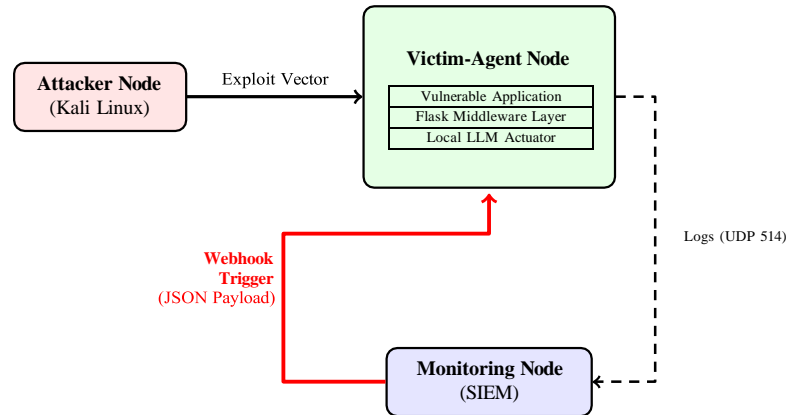 Attacker Node
(Kali Linux)
Exploit Vector
Victim-Agent Node
Vulnerable Application
Flask Middleware Layer
Local LLM Actuator
Logs (UDP 514)
Webhook
Trigger
(JSON Payload)
Monitoring Node
(SIEM)